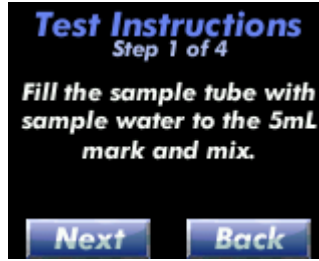 Test Instructions
Step 1 of 4
Fill the sample tube with
sample water to the 5mL
mark and mix.
Next Back